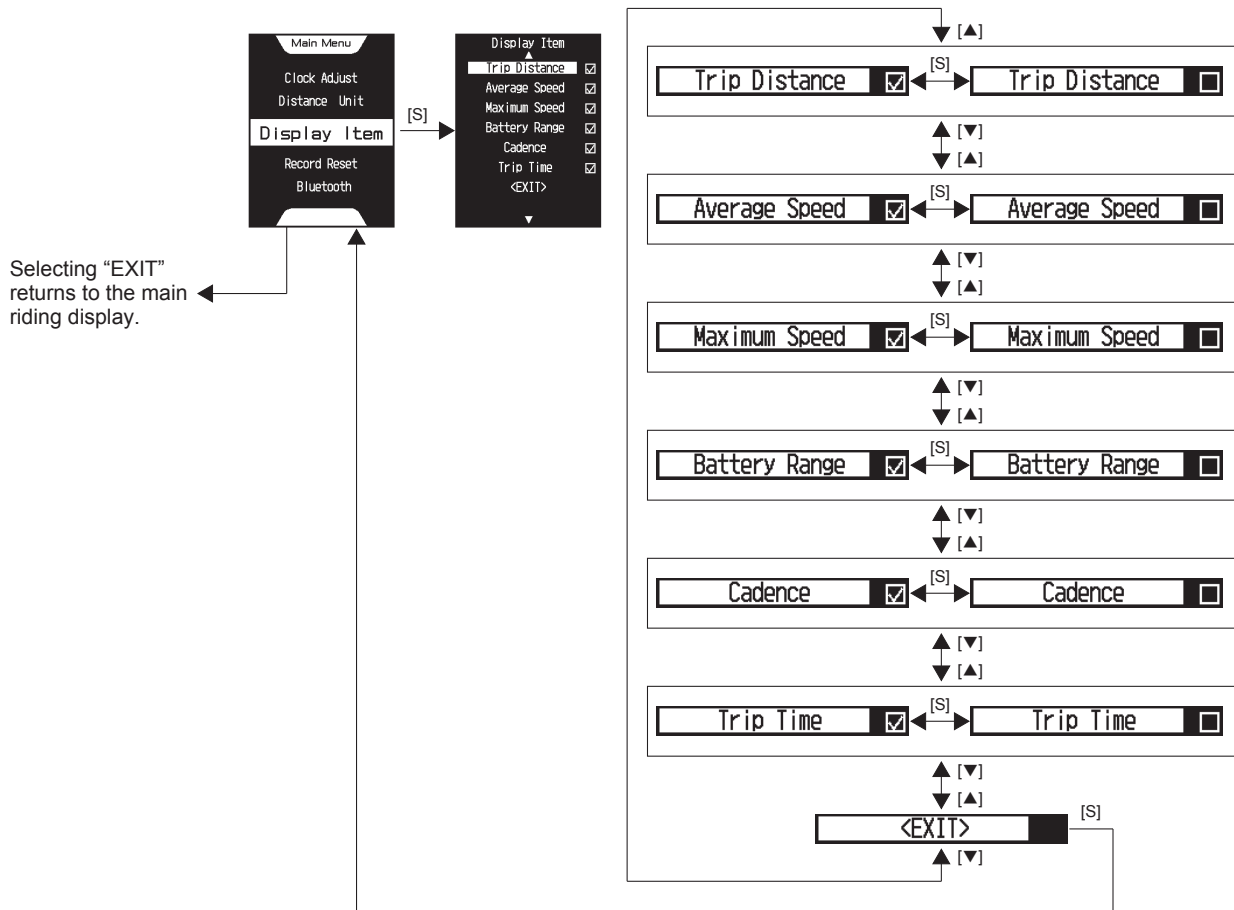 Main Menu
Clock Adjust
Distance Unit
Display Item
Record Reset
Bluetooth
[S]
Display Item
▲
Trip Distance ☑
Average Speed ☑
Maximum Speed ☑
Battery Range ☑
Cadence ☑
Trip Time ☑
<EXIT>
▼
Selecting “EXIT”
returns to the main
riding display.
[▲]
Trip Distance ☑ [S] Trip Distance ☐
[▼]
[▲]
Average Speed ☑ [S] Average Speed ☐
[▼]
[▲]
Maximum Speed ☑ [S] Maximum Speed ☐
[▼]
[▲]
Battery Range ☑ [S] Battery Range ☐
[▼]
[▲]
Cadence ☑ [S] Cadence ☐
[▼]
[▲]
Trip Time ☑ [S] Trip Time ☐
[▼]
[▲]
<EXIT> [S]
[▼]